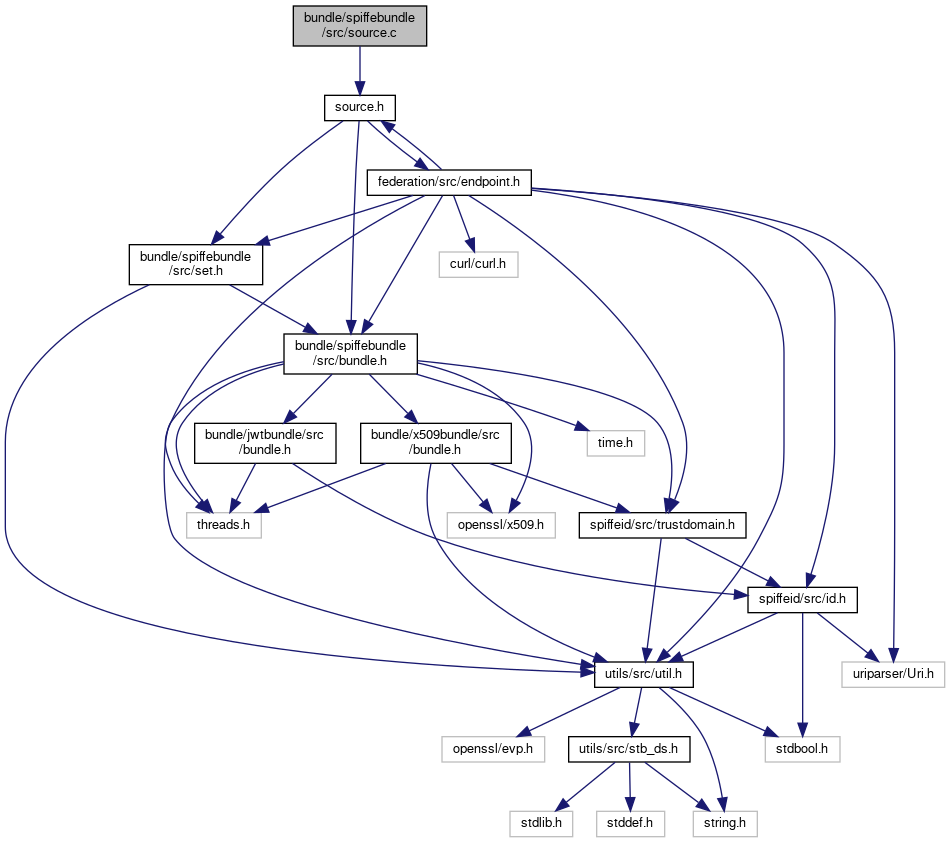 bundle/spiffebundle
/src/source.c
source.h
federation/src/endpoint.h
bundle/spiffebundle
/src/set.h
curl/curl.h
bundle/spiffebundle
/src/bundle.h
bundle/jwtbundle/src
/bundle.h
bundle/x509bundle/src
/bundle.h
time.h
threads.h
openssl/x509.h
spiffeid/src/trustdomain.h
spiffeid/src/id.h
utils/src/util.h
uriparser/Uri.h
openssl/evp.h
utils/src/stb_ds.h
stdbool.h
stdlib.h
stddef.h
string.h